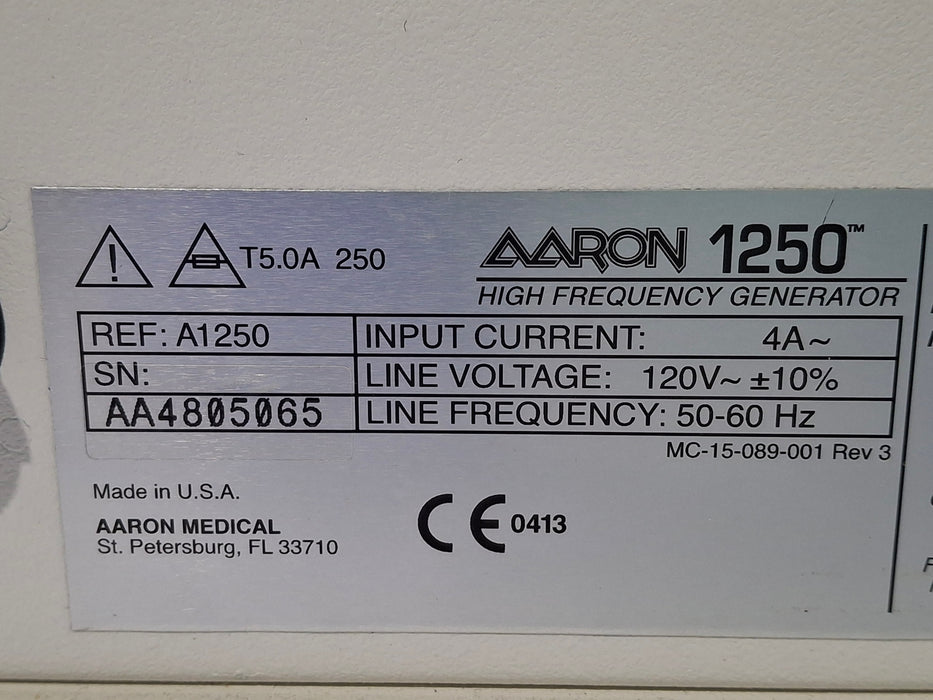 ! T5.0A 250
AARON 1250™
HIGH FREQUENCY GENERATOR
REF: A1250
INPUT CURRENT: 4A~
SN:
LINE VOLTAGE: 120V~ ±10%
AA4805065
LINE FREQUENCY: 50-60 Hz
MC-15-089-001 Rev 3
Made in U.S.A.
AARON MEDICAL
St. Petersburg, FL 33710
CE 0413